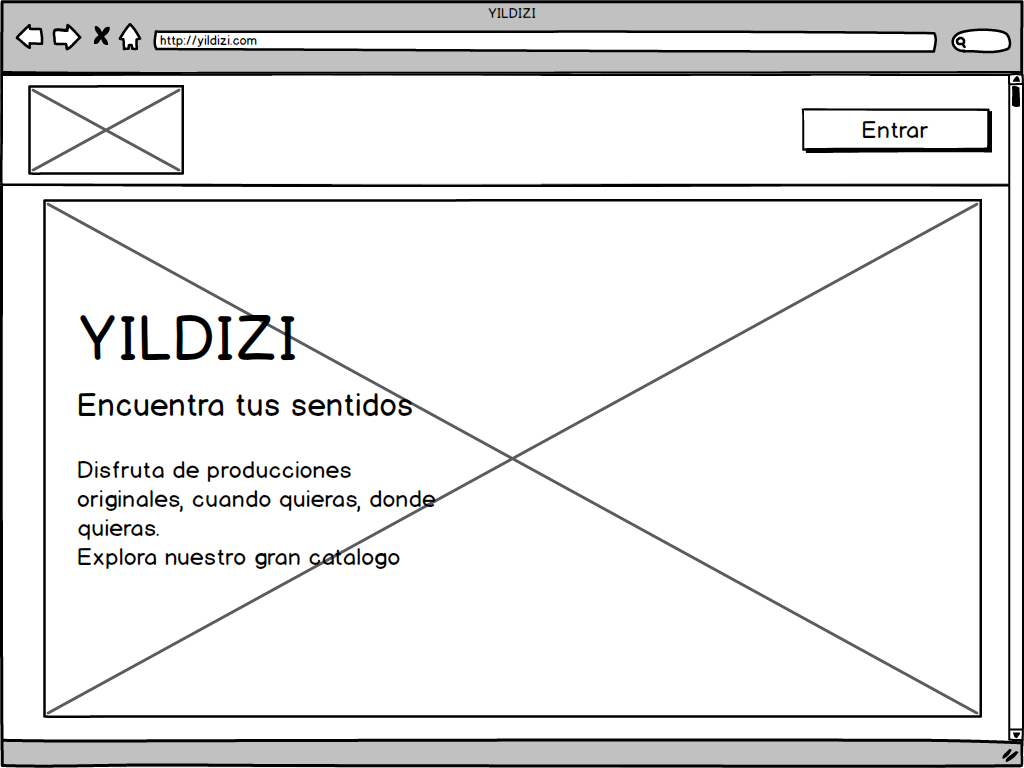 YILDIZI
http://yildizi.com
Entrar
YILDIZI
Encuentra tus sentidos
Disfruta de producciones
originales, cuando quieras, donde
quieras.
Explora nuestro gran catalogo